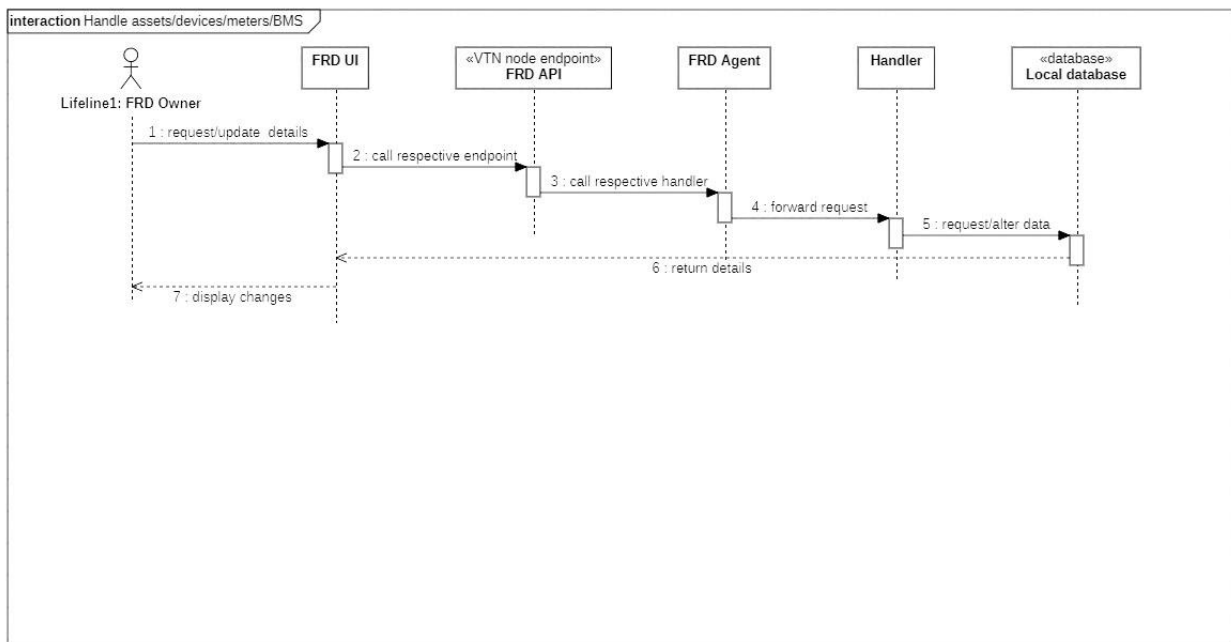 interaction Handle assets/devices/meters/BMS
FRD UI
«VTN node endpoint»
FRD API
FRD Agent
Handler
«database»
Local database
Lifeline1: FRD Owner
1 : request/update details
2 : call respective endpoint
3 : call respective handler
4 : forward request
5 : request/alter data
6 : return details
7 : display changes